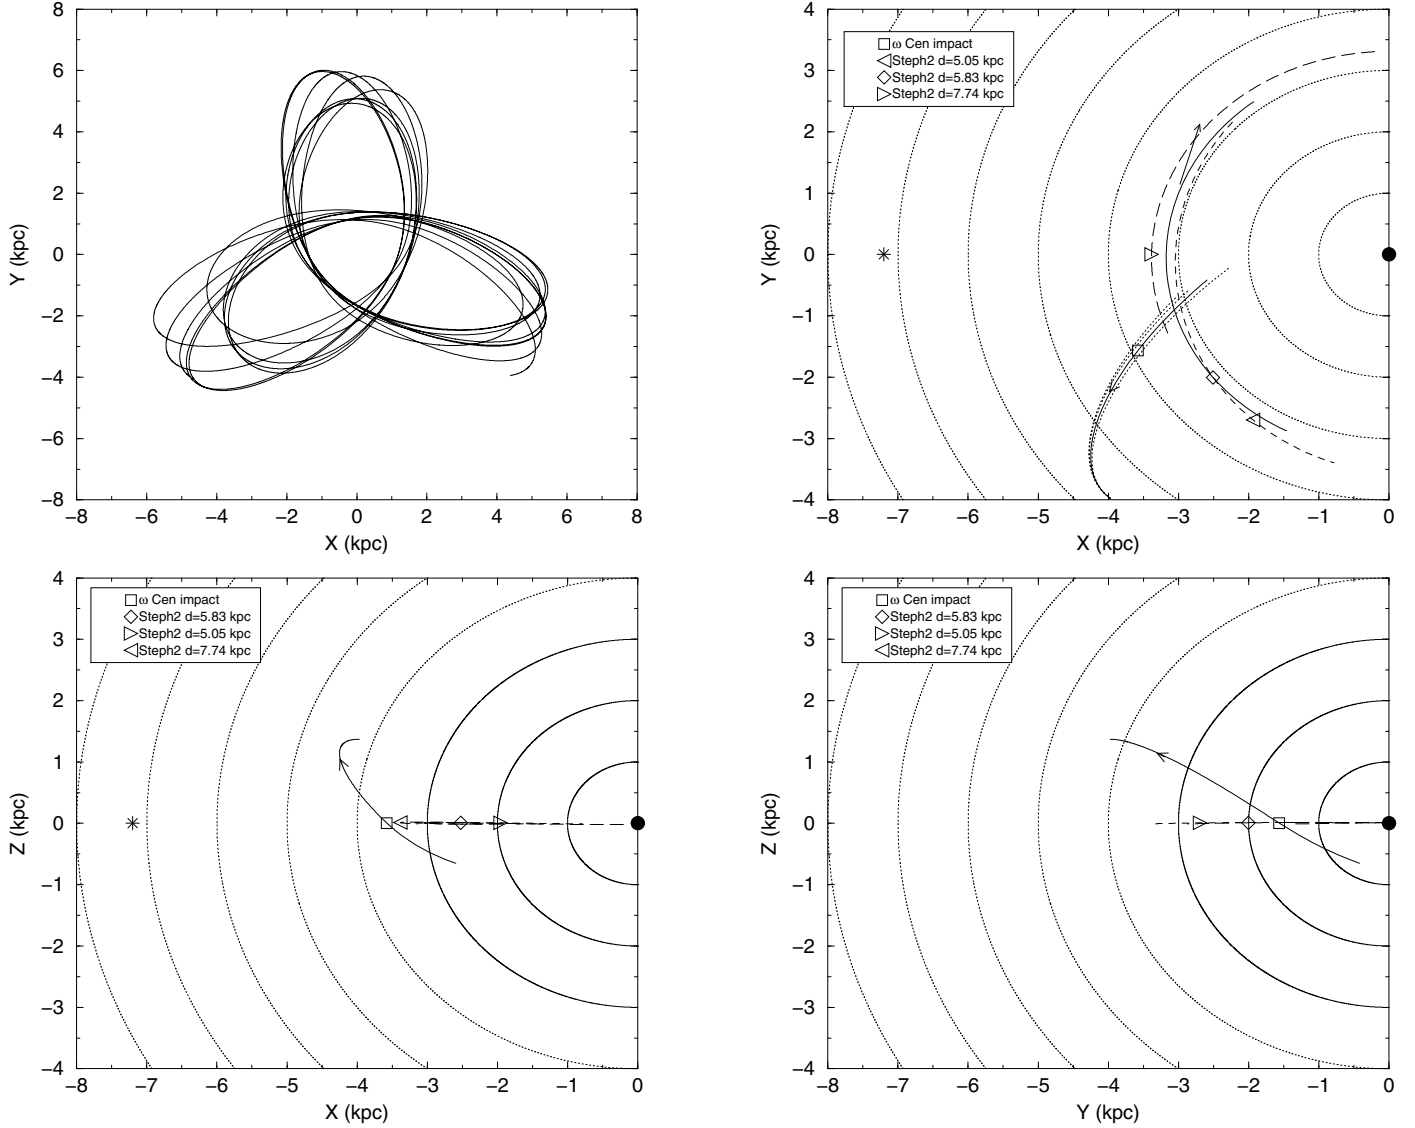 8
6
4
2
0
−2
−4
−6
−8
Y (kpc)
−8 −6 −4 −2 0 2 4 6 8
X (kpc)
4
3
2
1
0
−1
−2
−3
−4
Y (kpc)
ω Cen impact
Steph2 d=5.05 kpc
Steph2 d=5.83 kpc
Steph2 d=7.74 kpc
−8 −7 −6 −5 −4 −3 −2 −1 0
X (kpc)
4
3
2
1
0
−1
−2
−3
−4
Z (kpc)
ω Cen impact
Steph2 d=5.83 kpc
Steph2 d=5.05 kpc
Steph2 d=7.74 kpc
−8 −7 −6 −5 −4 −3 −2 −1 0
X (kpc)
4
3
2
1
0
−1
−2
−3
−4
Z (kpc)
ω Cen impact
Steph2 d=5.83 kpc
Steph2 d=5.05 kpc
Steph2 d=7.74 kpc
−8 −7 −6 −5 −4 −3 −2 −1 0
Y (kpc)